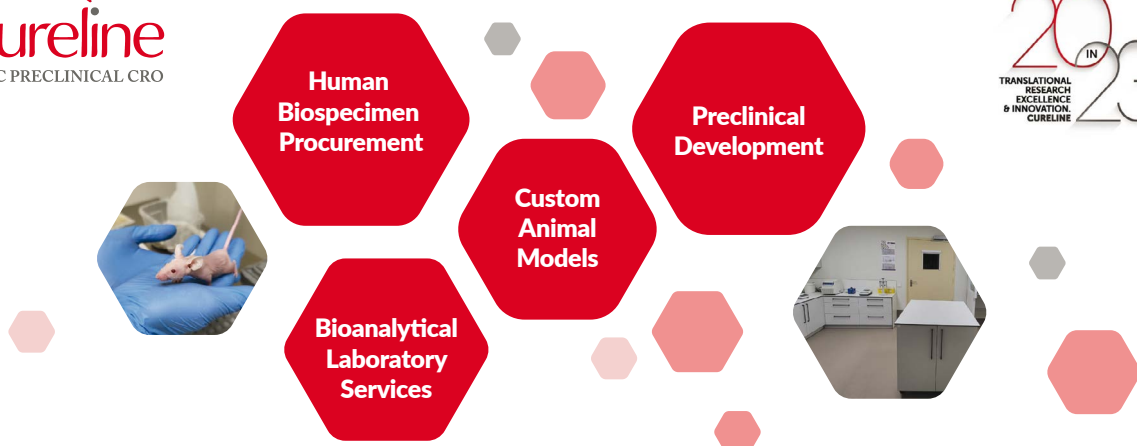 ureline
C PRECLINICAL CRO
Human
Biospecimen
Procurement
Preclinical
Development
Custom
Animal
Models
Bioanalytical
Laboratory
Services
20
IN
23
TRANSLATIONAL
RESEARCH
EXCELLENCE
& INNOVATION.
CURELINE